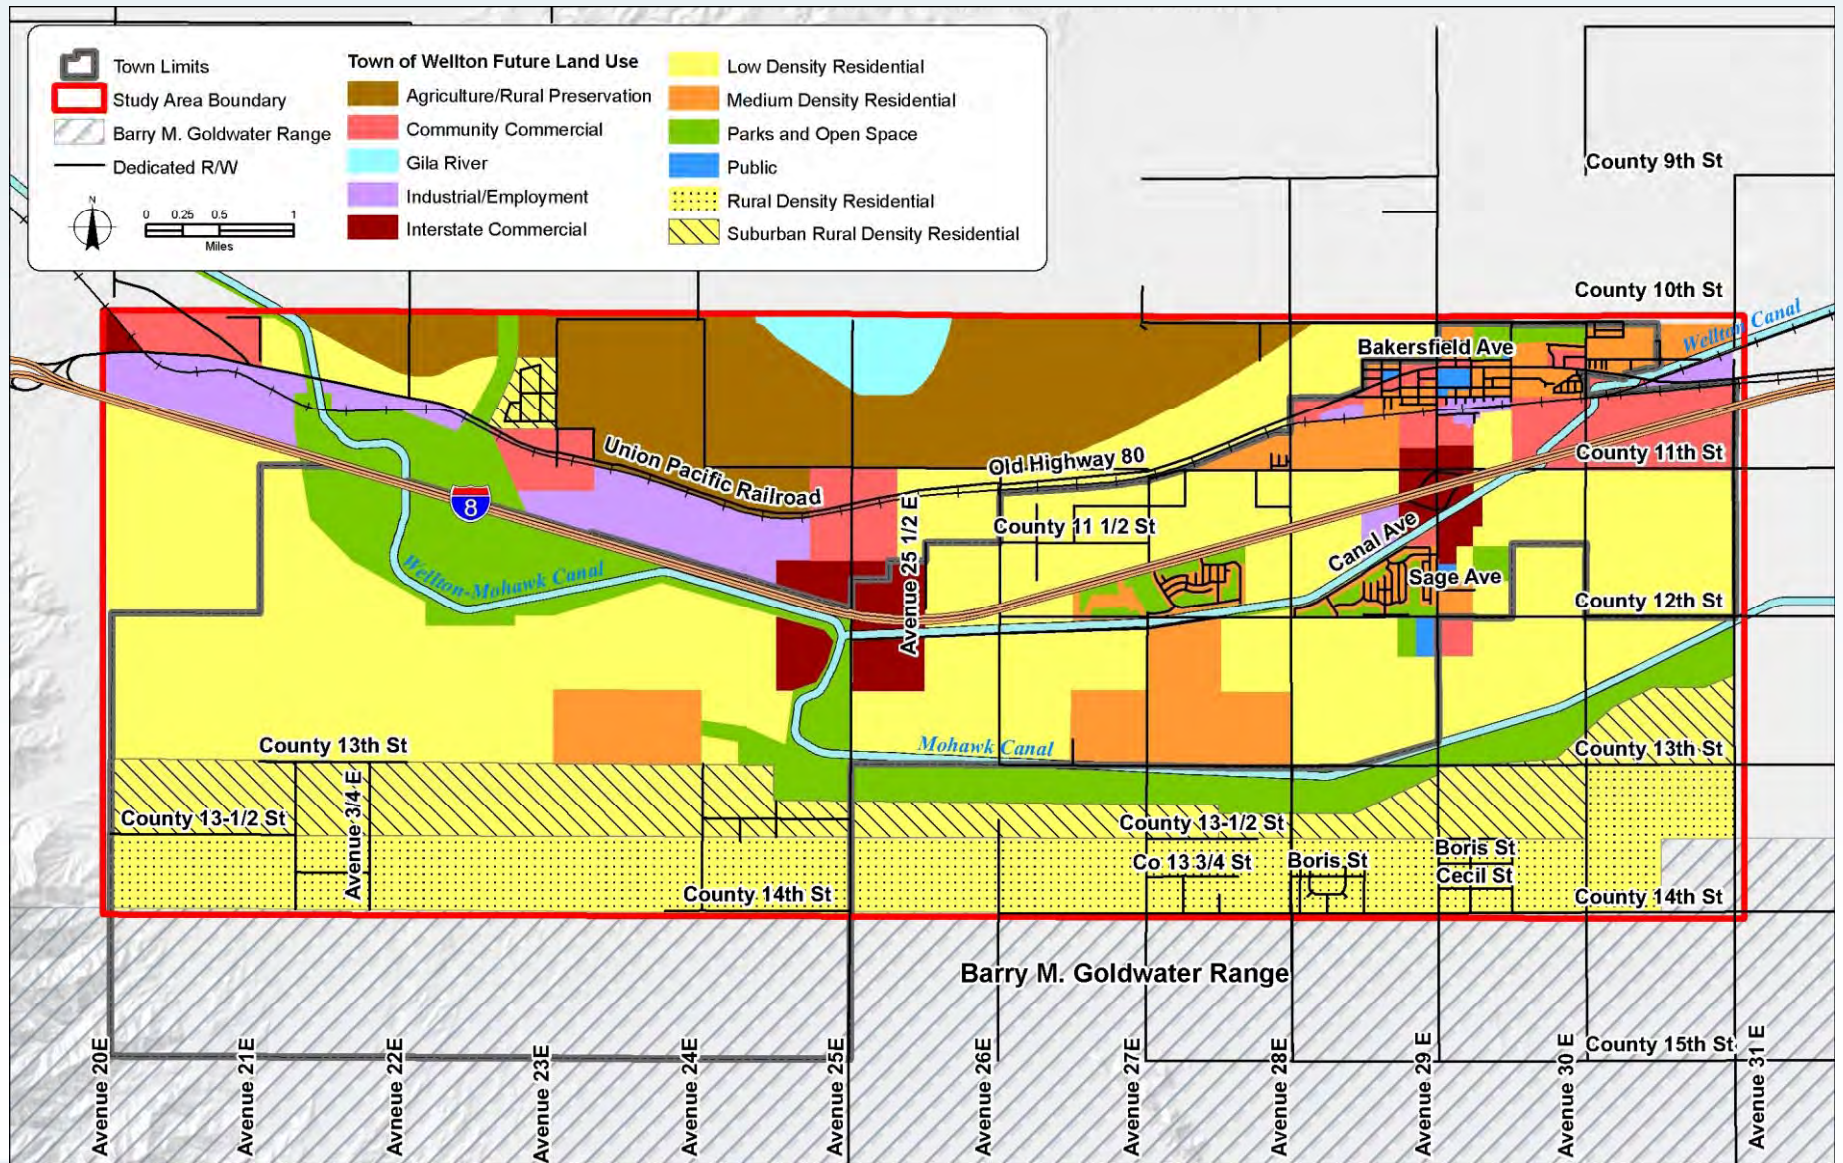 Town Limits
Study Area Boundary
Barry M. Goldwater Range
Dedicated R/W
N
0 0.25 0.5 1
Miles
Town of Wellton Future Land Use
Agriculture/Rural Preservation
Community Commercial
Gila River
Industrial/Employment
Interstate Commercial
Low Density Residential
Medium Density Residential
Parks and Open Space
Public
Rural Density Residential
Suburban Rural Density Residential
County 9th St
County 10th St
Wellton Canal
Bakersfield Ave
Union Pacific Railroad
Old Highway 80
County 11th St
8
Avenue 25 1/2 E
County 11 1/2 St
Canal Ave
Wellton-Mohawk Canal
Sage Ave
County 12th St
County 13th St
Mohawk Canal
County 13th St
Avenue 3/4 E
County 13-1/2 St
County 13-1/2 St
Co 13 3/4 St
Boris St
Boris St
Cecil St
County 14th St
County 14th St
Barry M. Goldwater Range
County 15th St
Avenue 20E
Avenue 21E
Avneue 22E
Avenue 23E
Avenue 24E
Avenue 25E
Avenue 26E
Avenue 27E
Avenue 28E
Avenue 29 E
Avenue 30 E
Avenue 31 E